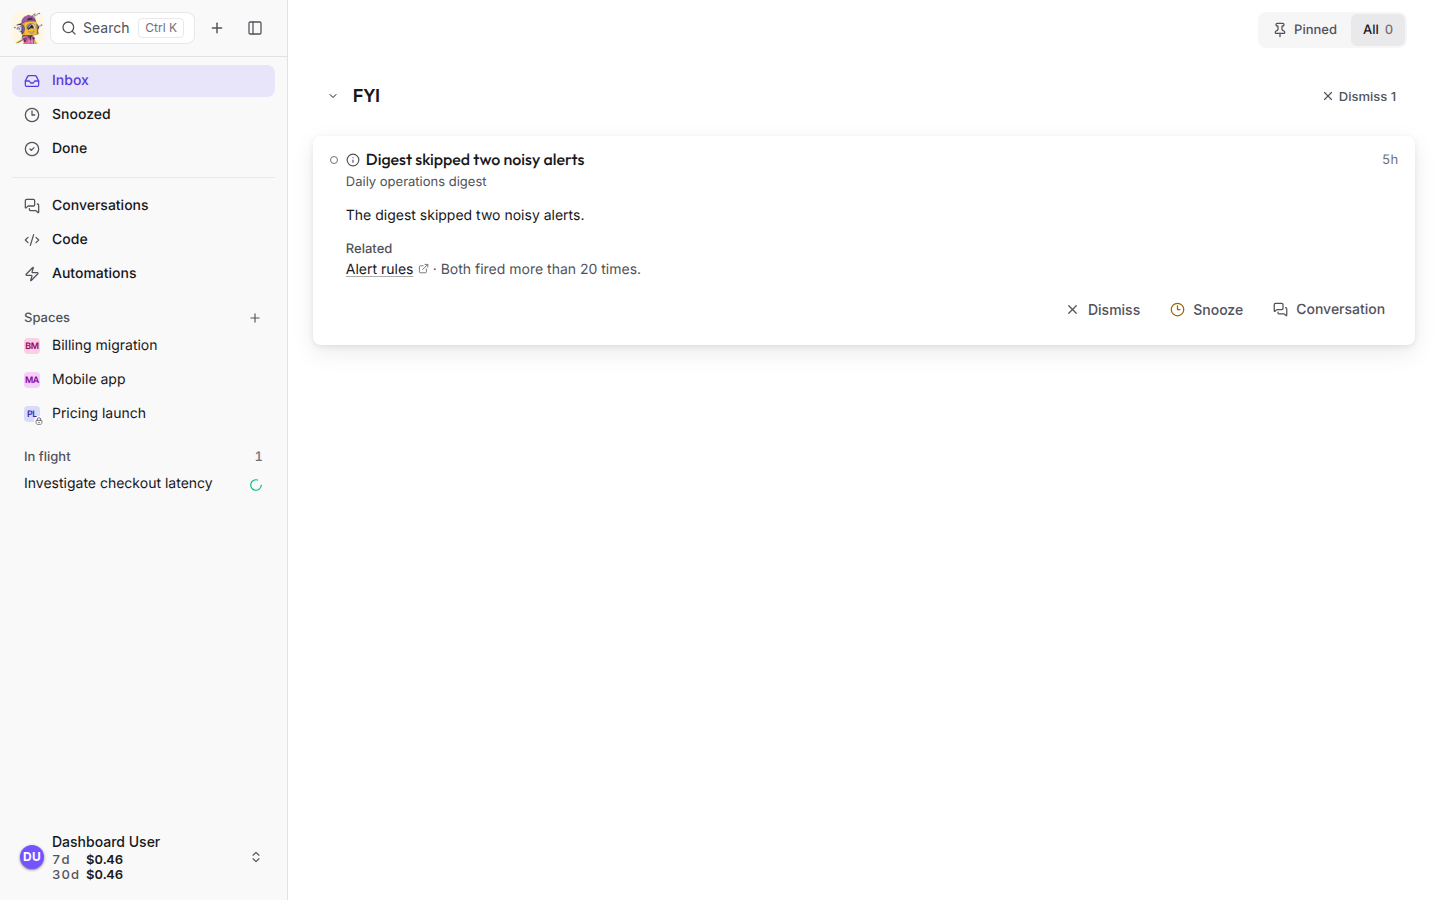 Search Ctrl K
Inbox
Snoozed
Done
Conversations
Code
Automations
Spaces
BM Billing migration
MA Mobile app
PL Pricing launch
In flight 1
Investigate checkout latency
DU Dashboard User
7d $0.46
30d $0.46
Pinned All 0
FYI Dismiss 1
Digest skipped two noisy alerts 5h
Daily operations digest
The digest skipped two noisy alerts.
Related
Alert rules · Both fired more than 20 times.
Dismiss Snooze Conversation